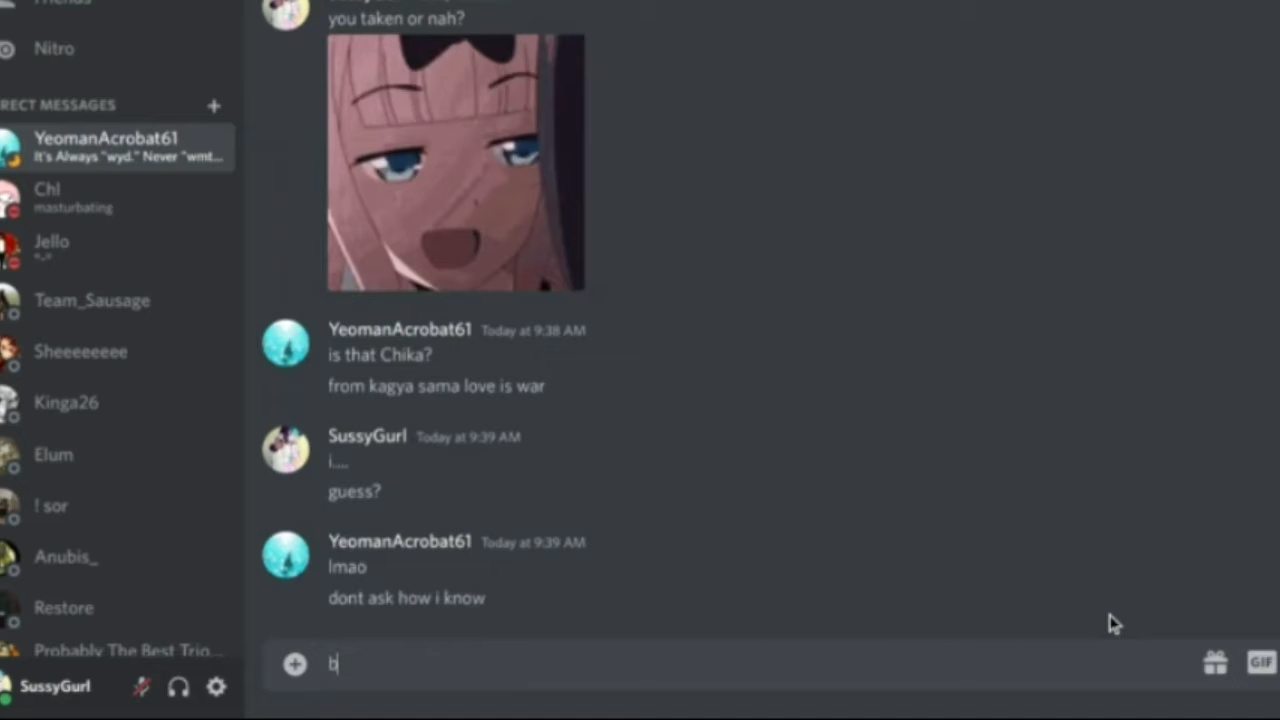 Nitro
RECT MESSAGES
YeomanAcrobat61
It's Always "wyd." Never "wmt...
Chl
masturbating
Jello
^-^
Team_Sausage
Sheeeeeeee
Kinga26
Elum
! sor
Anubis_
Restore
Probably The Best Trio...
SussyGurl
you taken or nah?
YeomanAcrobat61 Today at 9:38 AM
is that Chika?
from kagya sama love is war
SussyGurl Today at 9:39 AM
i....
guess?
YeomanAcrobat61 Today at 9:39 AM
lmao
dont ask how i know
b
GIF